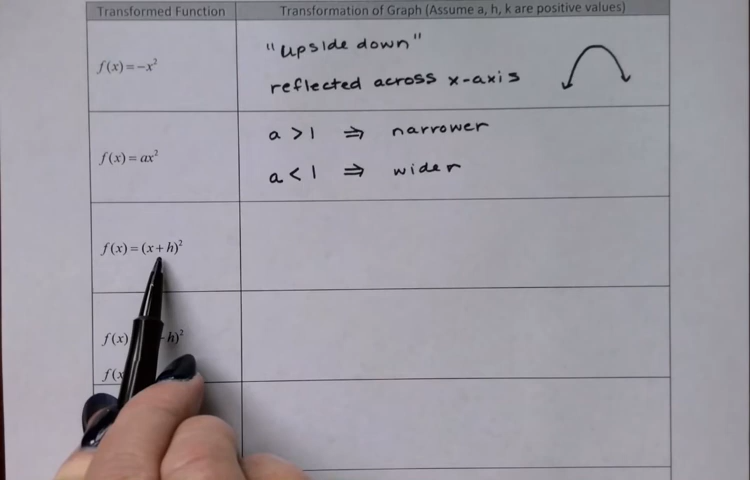 Transformed Function
Transformation of Graph (Assume a, h, k are positive values)
f(x) = −x²
"upside down"
reflected across x-axis
f(x) = ax²
a > 1 ⇒ narrower
a < 1 ⇒ wider
f(x) = (x + h)²
f(x) h)²
f(x